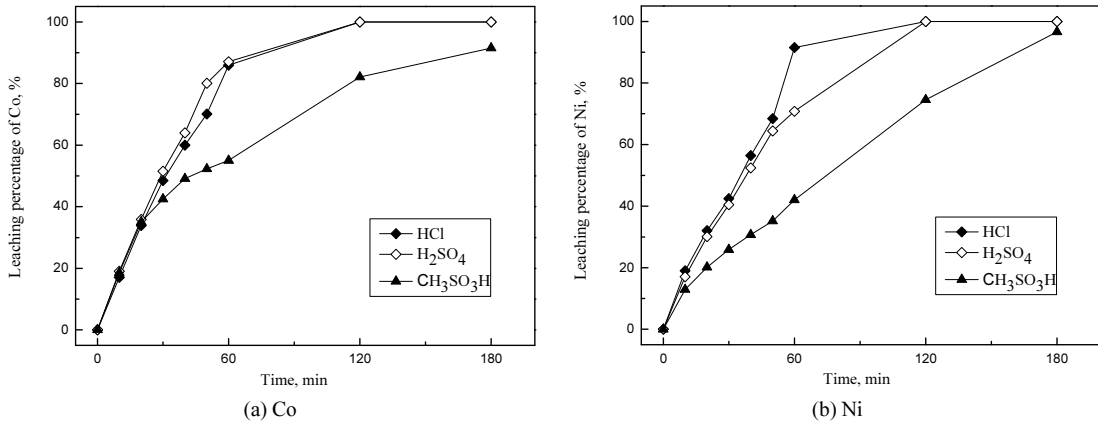 100
80
60
40
20
0
Leaching percentage of Co, %
HCl
H2SO4
CH3SO3H
0 60 120 180
Time, min
(a) Co
100
80
60
40
20
0
Leaching percentage of Ni, %
HCl
H2SO4
CH3SO3H
0 60 120 180
Time, min
(b) Ni